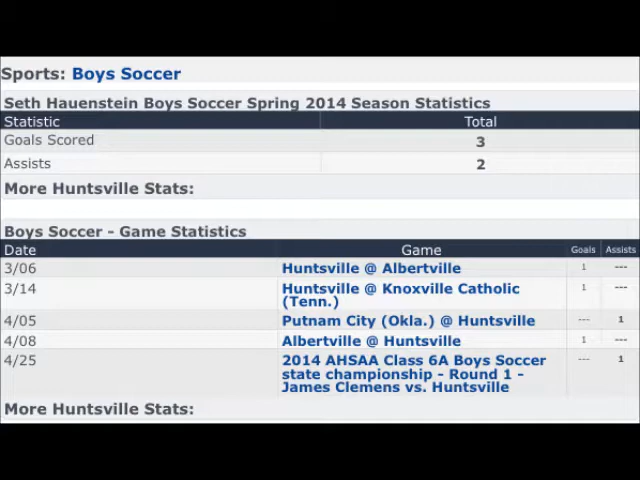 Sports: Boys Soccer
Seth Hauenstein Boys Soccer Spring 2014 Season Statistics
Statistic Total
Goals Scored 3
Assists 2
More Huntsville Stats:
Boys Soccer - Game Statistics
Date Game Goals Assists
3/06 Huntsville @ Albertville 1 ---
3/14 Huntsville @ Knoxville Catholic 1 ---
(Tenn.)
4/05 Putnam City (Okla.) @ Huntsville --- 1
4/08 Albertville @ Huntsville 1 ---
4/25 2014 AHSAA Class 6A Boys Soccer --- 1
state championship - Round 1 -
James Clemens vs. Huntsville
More Huntsville Stats: